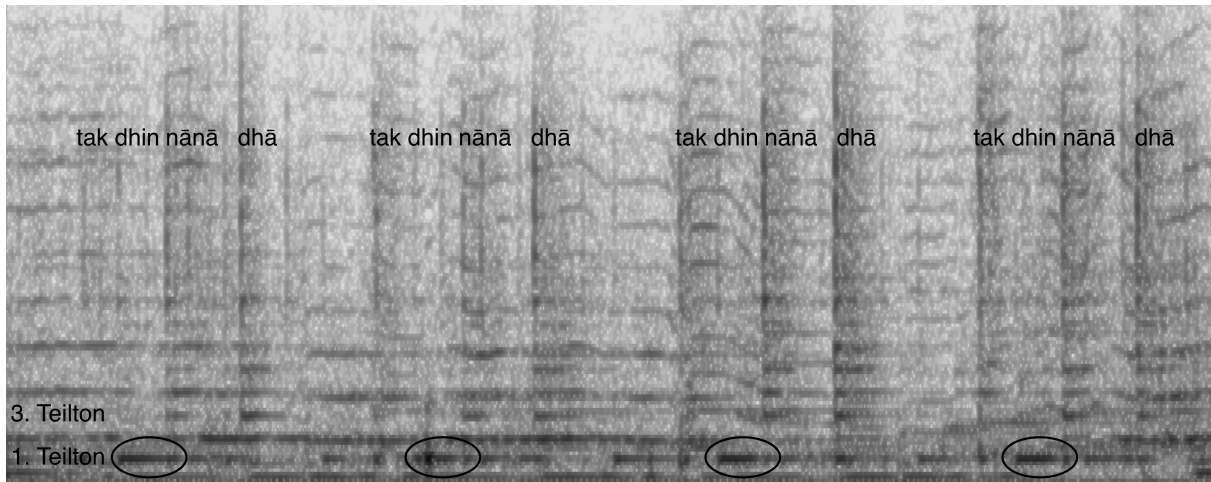 tak dhin nānā dhā tak dhin nānā dhā tak dhin nānā dhā tak dhin nānā dhā
3. Teilton
1. Teilton